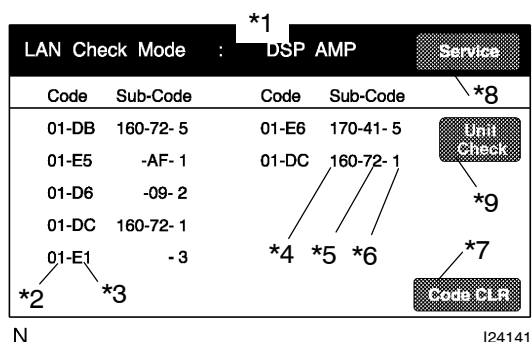 *1
LAN Check Mode : DSP AMP Service
*8
Code Sub-Code Code Sub-Code
01-DB 160-72- 5 01-E6 170-41- 5 Unit Check
01-E5 -AF- 1 01-DC 160-72- 1
01-D6 -09- 2 *9
01-DC 160-72- 1 *4 *5 *6 *7
01-E1 - 3
*2 *3 Code CLR
N I24141